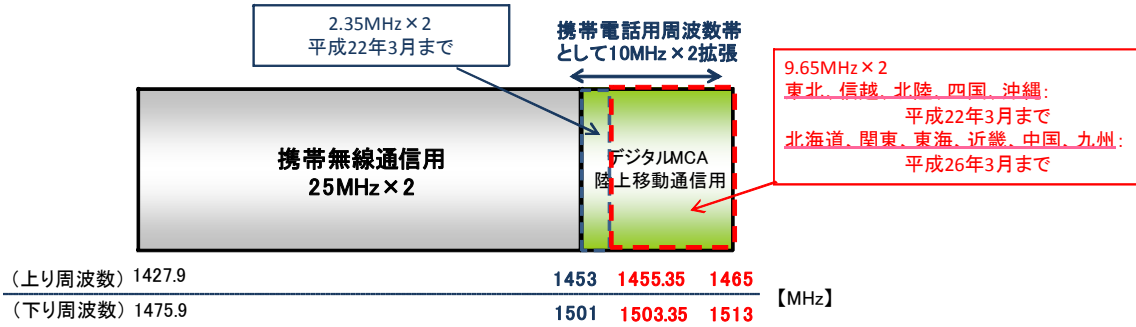 2.35MHz×2
平成22年3月まで
携帯電話用周波数帯
として10MHz×2拡張
9.65MHz×2
東北、信越、北陸、四国、沖縄:
平成22年3月まで
北海道、関東、東海、近畿、中国、九州:
平成26年3月まで
携帯無線通信用
25MHz×2
デジタルMCA
陸上移動通信用
(上り周波数) 1427.9 1453 1455.35 1465
(下り周波数) 1475.9 1501 1503.35 1513
【MHz】